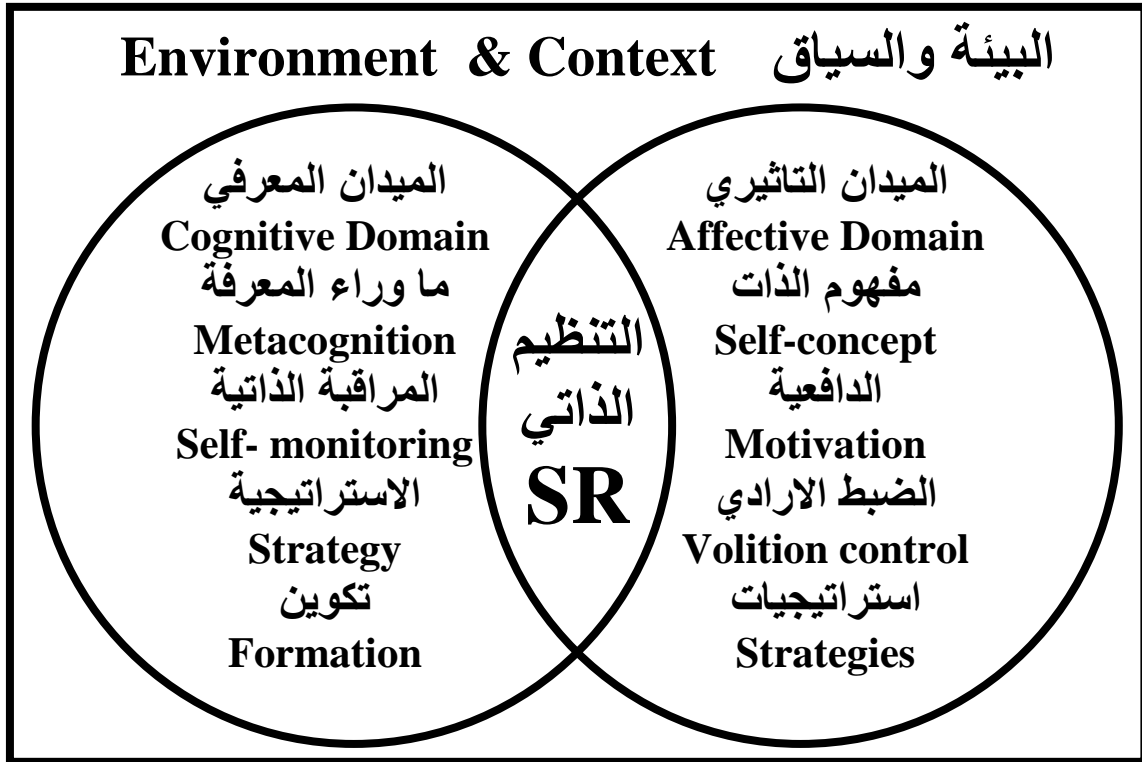 Environment & Context البيئة والسياق
الميدان المعرفي
Cognitive Domain
ما وراء المعرفة
Metacognition
المراقبة الذاتية
Self- monitoring
الاستراتيجية
Strategy
تكوين
Formation
التنظيم
الذاتي
SR
الميدان التاثيري
Affective Domain
مفهوم الذات
Self-concept
الدافعية
Motivation
الضبط الارادي
Volition control
استراتيجيات
Strategies